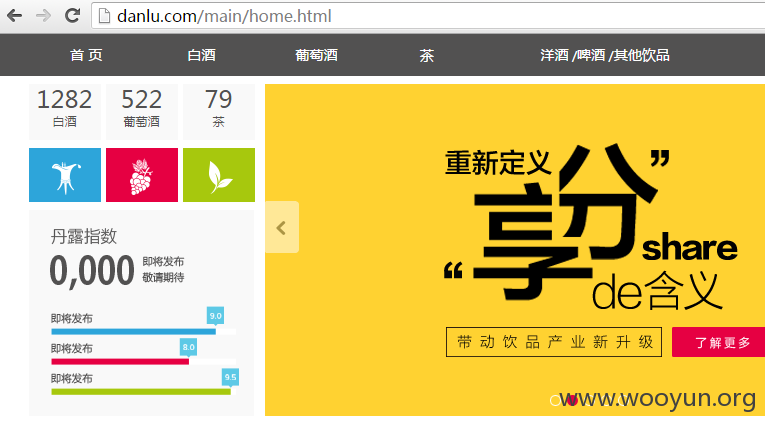 danlu.com/main/home.html
首 页 白酒 葡萄酒 茶 洋酒 /啤酒 /其他饮品
1282 522 79
白酒 葡萄酒 茶
丹露指数
0,000 即将发布
敬请期待
即将发布 9.0
即将发布 8.0
即将发布 9.5
重新定义 ”
“ 享分 share
de含义
带动饮品产业新升级 了解更多
www.wooyun.org